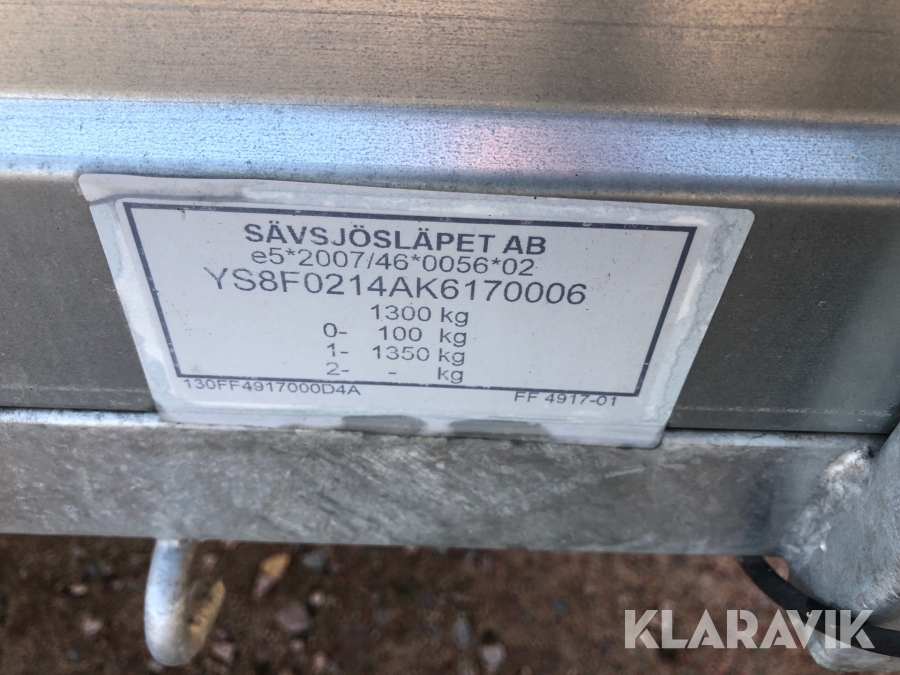 SÄVSJÖSLÄPET AB
e5*2007/46*0056*02
YS8F0214AK6170006
1300 kg
0- 100 kg
1- 1350 kg
2- - kg
130FF4917000D4A FF 4917-01
KLARAVIK